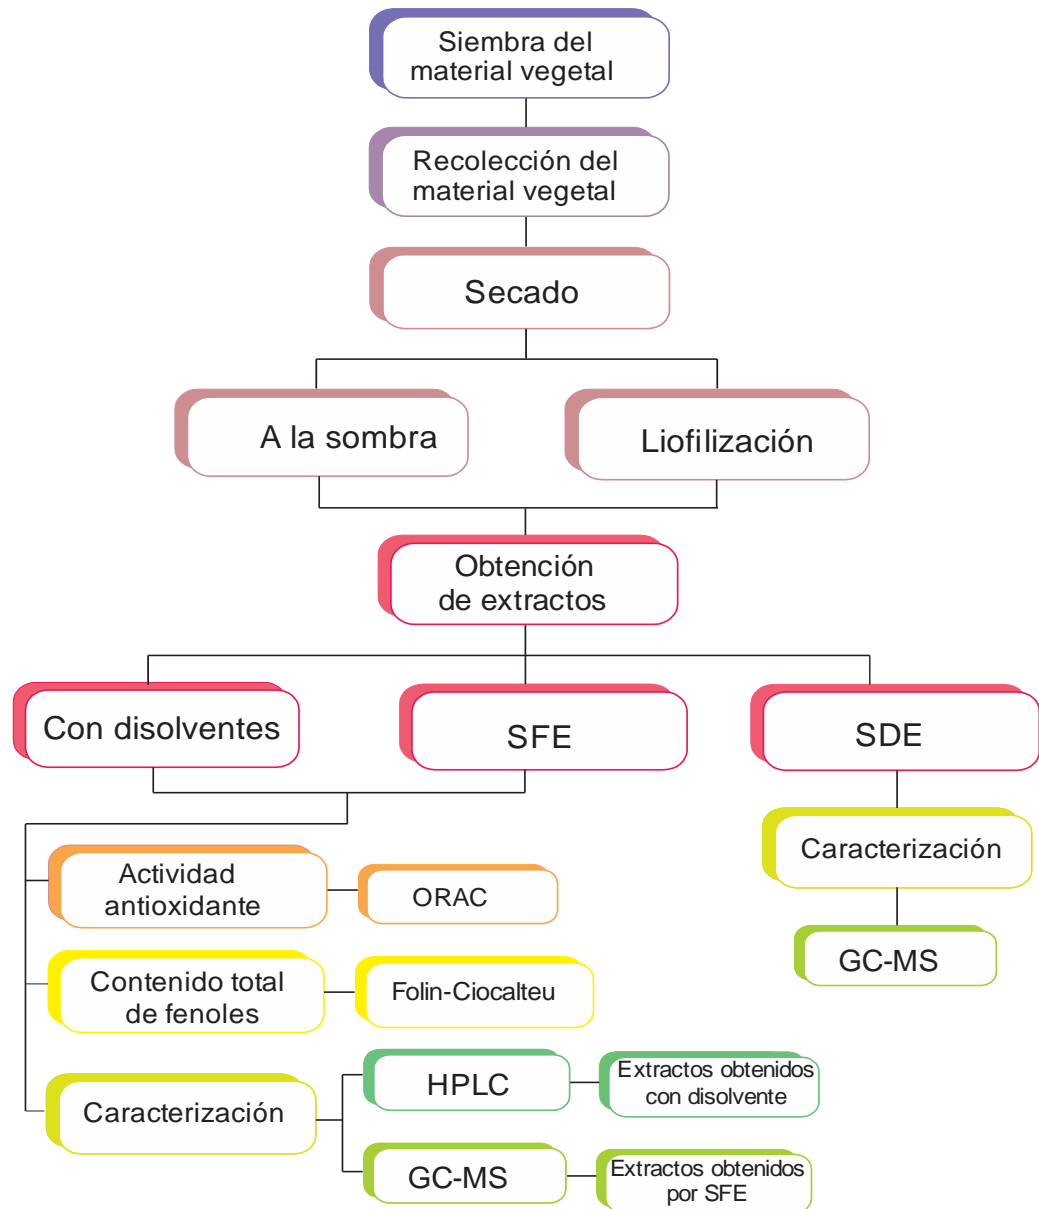 Siembra del
material vegetal
Recolección del
material vegetal
Secado
A la sombra
Liofilización
Obtención
de extractos
Con disolventes
SFE
SDE
Caracterización
GC-MS
Actividad
antioxidante
ORAC
Contenido total
de fenoles
Folin-Ciocalteu
Caracterización
HPLC
Extractos obtenidos
con disolvente
GC-MS
Extractos obtenidos
por SFE